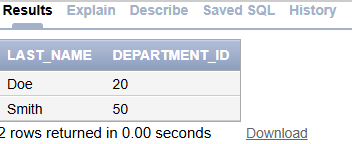 Results Explain Describe Saved SQL History
LAST_NAME DEPARTMENT_ID
Doe 20
Smith 50
2 rows returned in 0.00 seconds Download